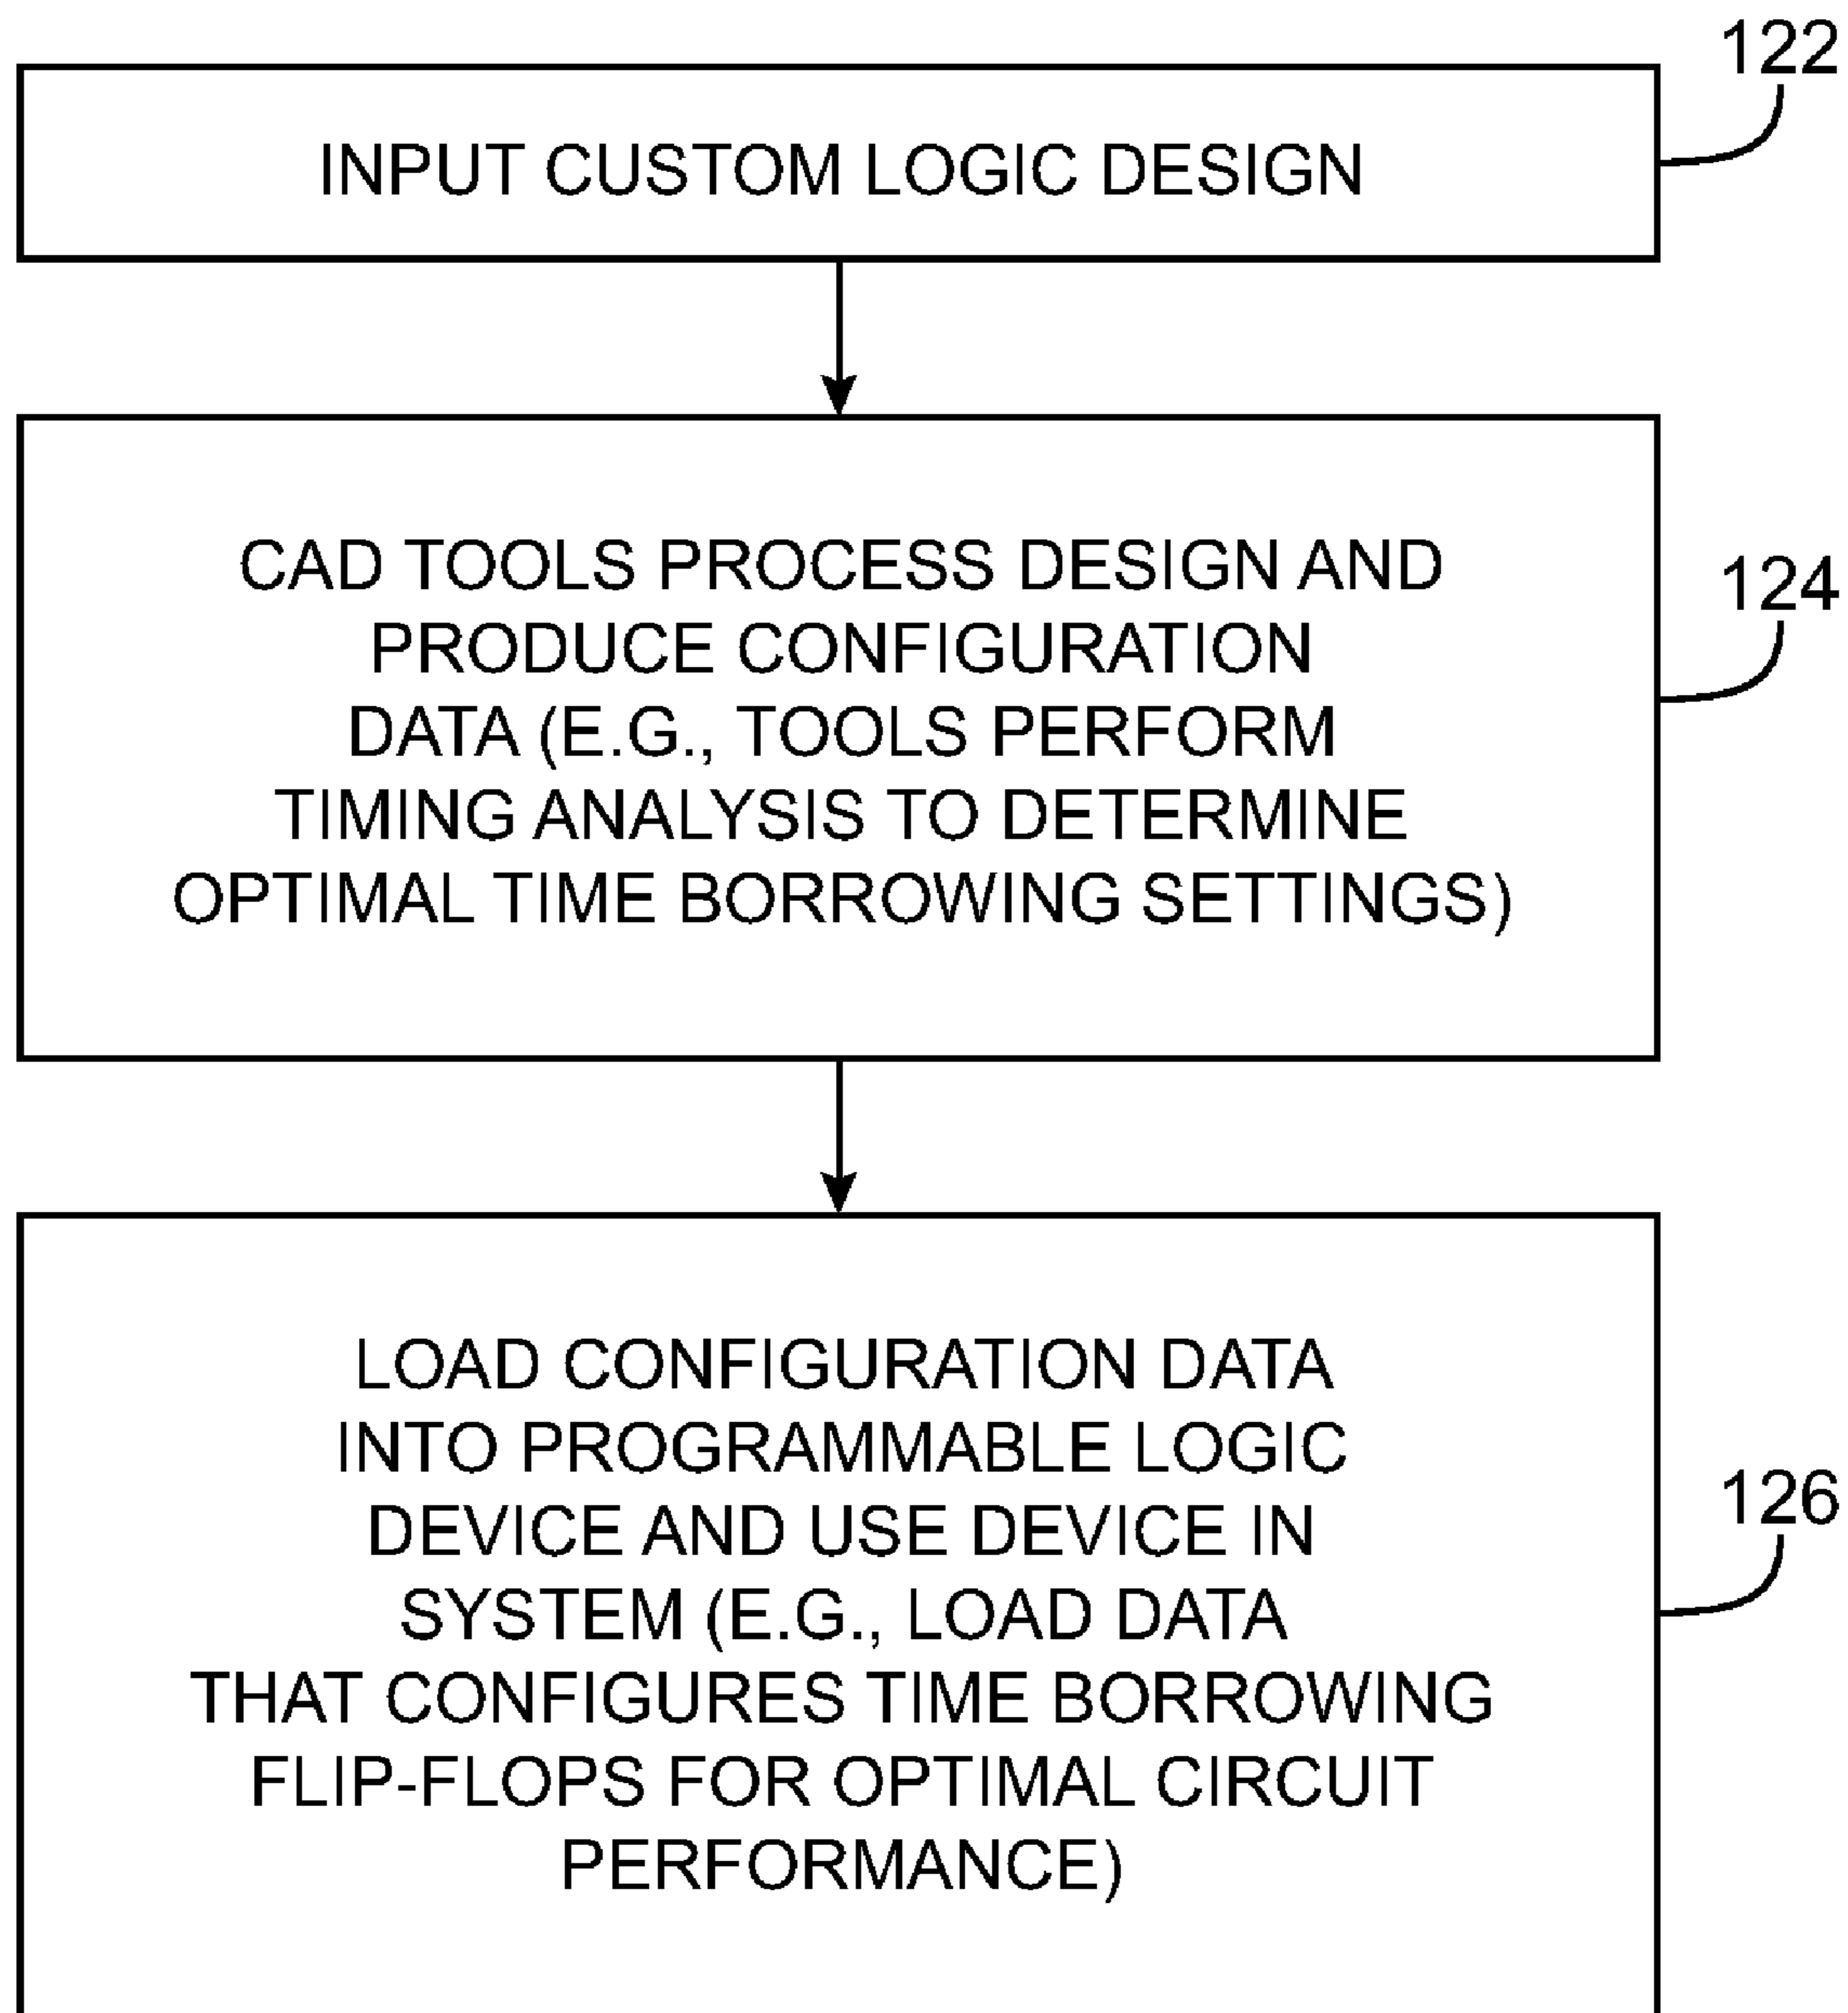 122
INPUT CUSTOM LOGIC DESIGN
CAD TOOLS PROCESS DESIGN AND
PRODUCE CONFIGURATION
DATA (E.G., TOOLS PERFORM
TIMING ANALYSIS TO DETERMINE
OPTIMAL TIME BORROWING SETTINGS)
124
LOAD CONFIGURATION DATA
INTO PROGRAMMABLE LOGIC
DEVICE AND USE DEVICE IN
SYSTEM (E.G., LOAD DATA
THAT CONFIGURES TIME BORROWING
FLIP-FLOPS FOR OPTIMAL CIRCUIT
PERFORMANCE)
126